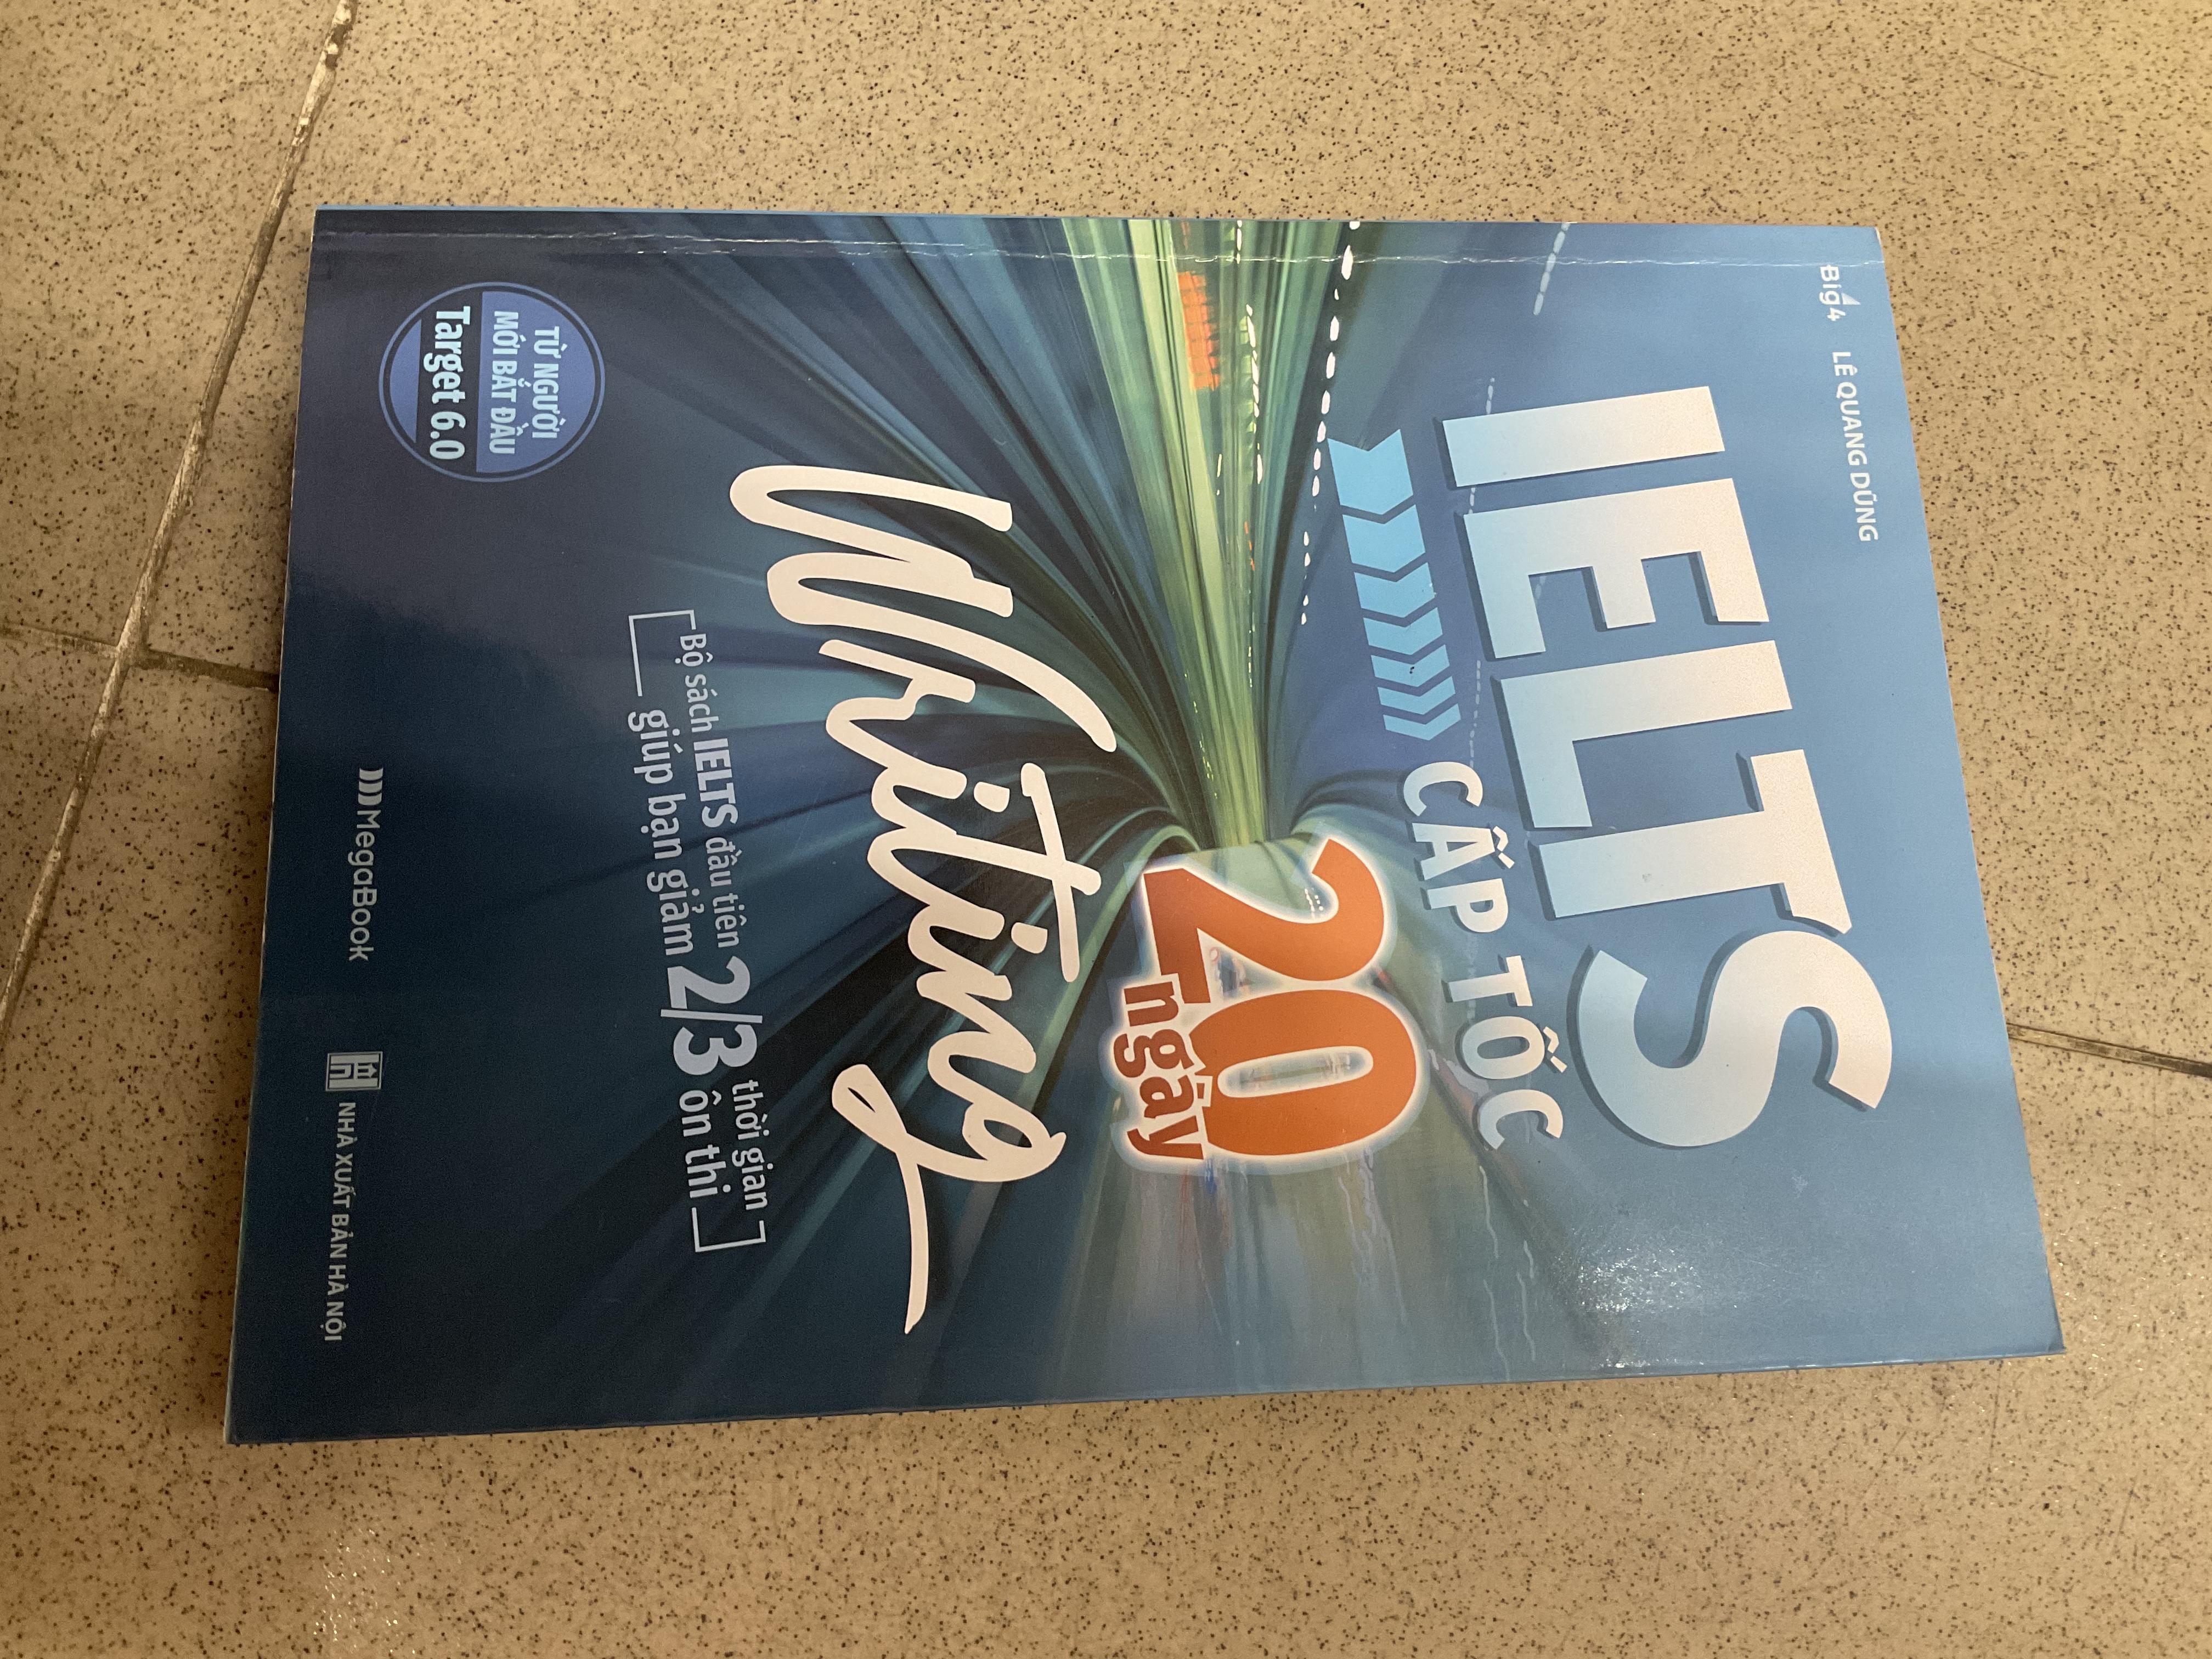 Big4 LÊ QUANG DŨNG
IELTS
CẤP TỐC
20
ngày
Writing
Bộ sách IELTS đầu tiên
giúp bạn giảm 2/3 thời gian
ôn thi
TỪ NGƯỜI
MỚI BẮT ĐẦU
Target 6.0
MegaBook
NHÀ XUẤT BẢN HÀ NỘI